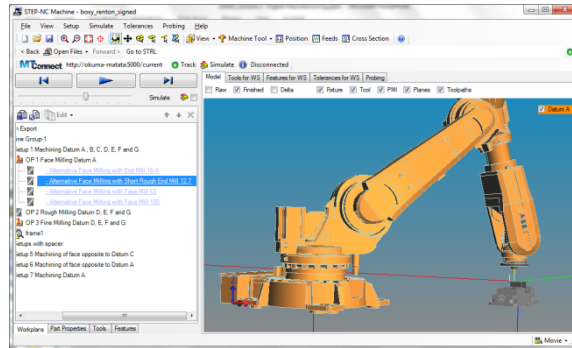 STEP-NC Machine - boxy_renton_signed
File View Setup Simulate Tolerances Probing Help
View - Machine Tool - Position Feeds Cross Section
< Back Open Files - Forward > Go to STRL
MTConnect http://okuma-matata:5000/current Track Simulate Disconnected
Model Tools for WS Features for WS Tolerances for WS Probing
Raw Finished Delta Fixture Tool PMI Planes Toolpaths
Simulate
Edit -
Datum A
n Export
ine Group-1
etup 1 Machining Datum A , B, C, D, E, F and G
OP 1 Face Milling Datum A
- Alternative Face Milling with End Mill 16-A
- Alternative Face Milling with Short Rough End Mill 12.7
- Alternative Face Milling with Face Mill 63
- Alternative Face Milling with Face Mill 100
OP 2 Rough Milling Datum D, E, F and G
OP 3 Fine Milling Datum D, E, F and G
frame1
etups with spacer
etup 5 Machining of face opposite to Datum C
etup 6 Machining of face opposite to Datum A
etup 7 Machining Datum A
ABB
Workplans Part Properties Tools Features
Movie -